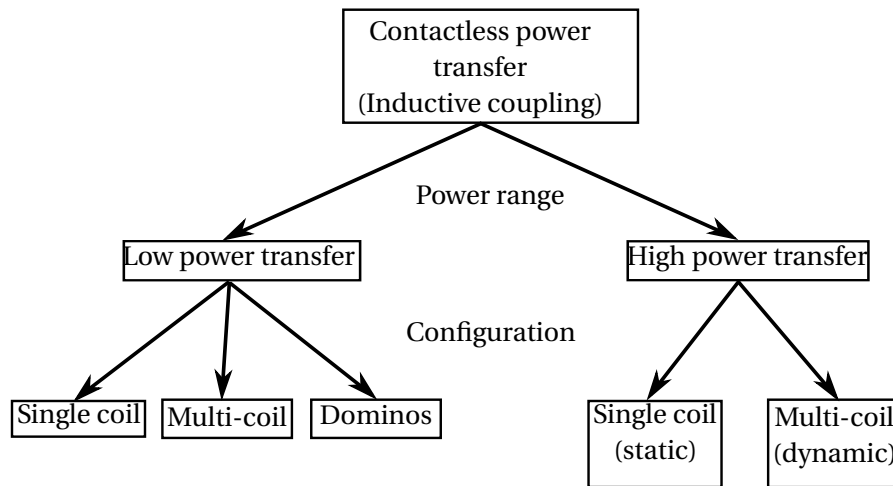 Contactless power
transfer
(Inductive coupling)
Power range
Low power transfer
High power transfer
Configuration
Single coil
Multi-coil
Dominos
Single coil
(static)
Multi-coil
(dynamic)